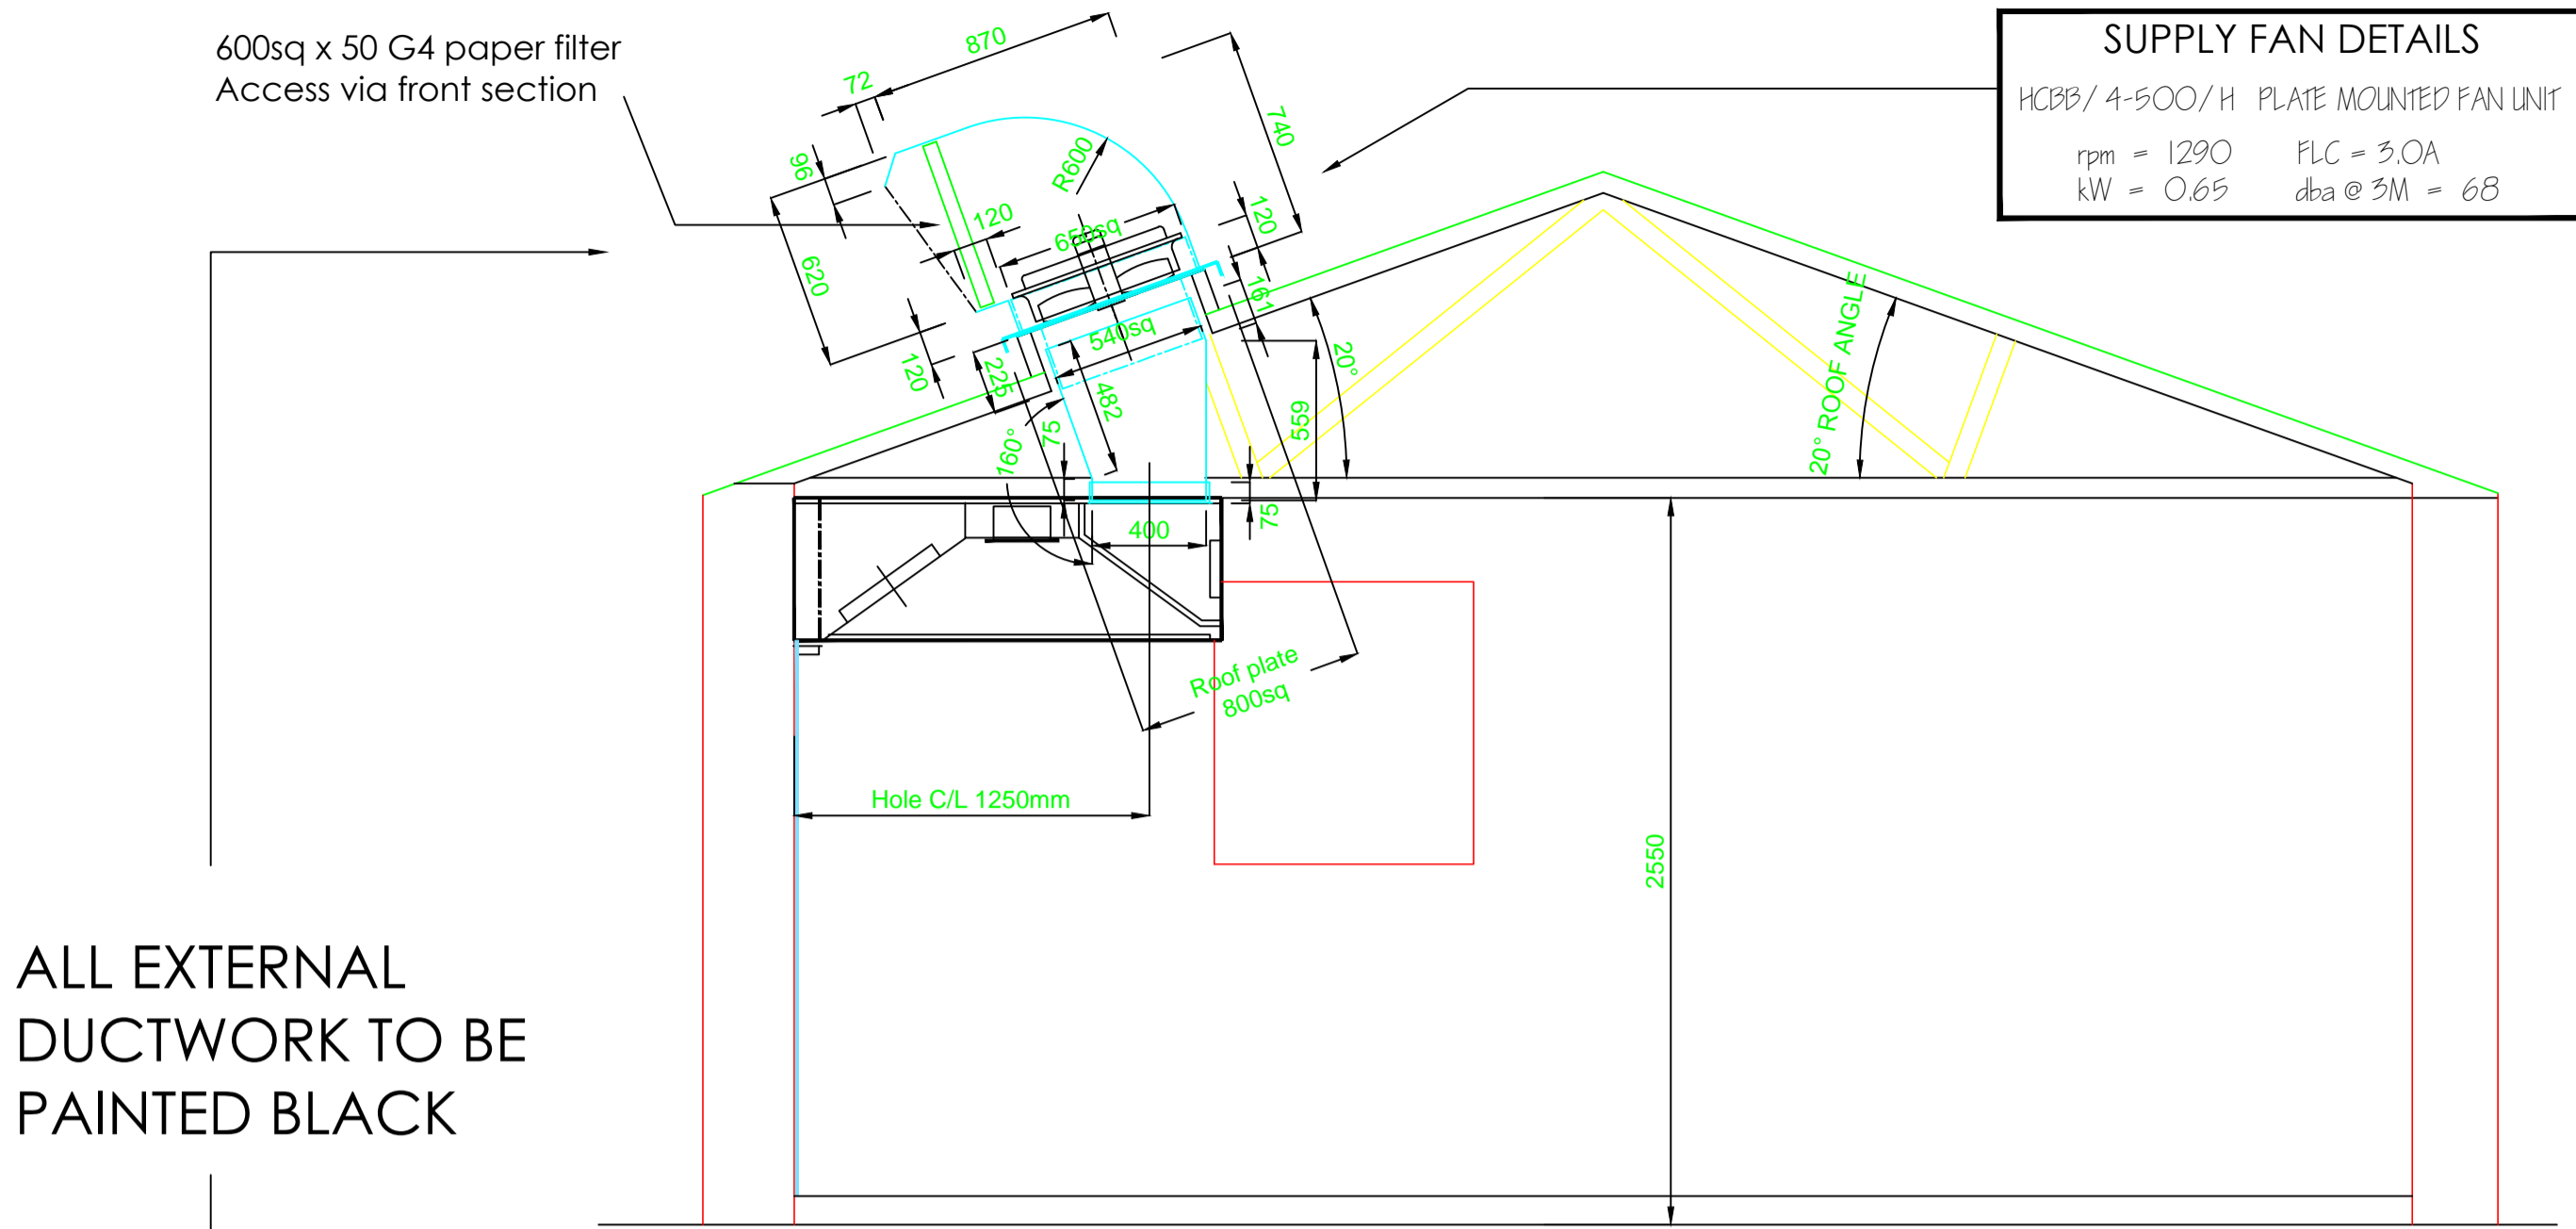 600sq x 50 G4 paper filter
Access via front section
SUPPLY FAN DETAILS
HCBB/4-500/H PLATE MOUNTED FAN UNIT
rpm = 1290 FLC = 3.0A
kW = 0.65 dba @ 3M = 68
870
72
740
96
R600
120
650sq
120
620
161
540sq
120
225
482
20°
559
20° ROOF ANGLE
160°
75
400
75
Roof plate
800sq
Hole C/L 1250mm
2550
ALL EXTERNAL
DUCTWORK TO BE
PAINTED BLACK